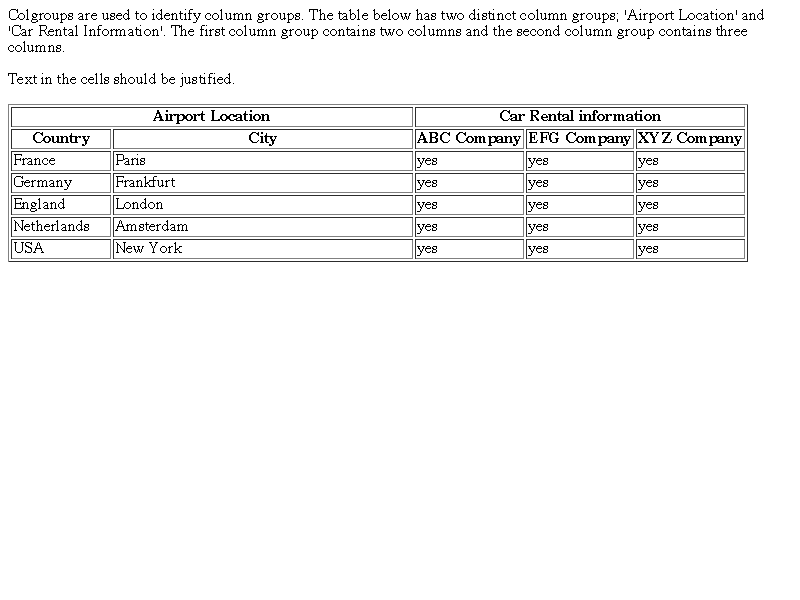 Colgroups are used to identify column groups. The table below has two distinct column groups; 'Airport Location' and
'Car Rental Information'. The first column group contains two columns and the second column group contains three
columns.
Text in the cells should be justified.
Airport Location Car Rental information
Country City ABC Company EFG Company XYZ Company
France Paris yes yes yes
Germany Frankfurt yes yes yes
England London yes yes yes
Netherlands Amsterdam yes yes yes
USA New York yes yes yes